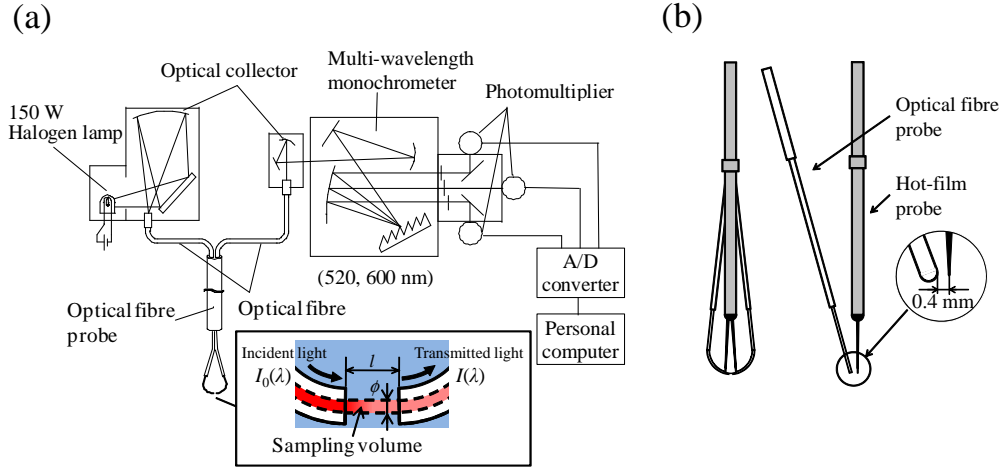 (a)
Optical collector
Multi-wavelength
monochrometer
Photomultiplier
150 W
Halogen lamp
(520, 600 nm)
A/D
converter
Personal
computer
Optical fibre
probe
Optical fibre
Incident light
I₀(λ)
l
Transmitted light
I(λ)
ϕ
Sampling volume
(b)
Optical fibre
probe
Hot-film
probe
0.4 mm